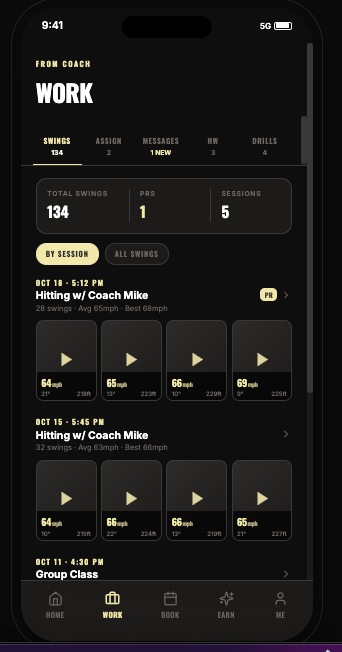 9:41 5G
FROM COACH
WORK
SWINGS ASSIGN MESSAGES HW DRILLS
134 2 1 NEW 3 4
TOTAL SWINGS PRS SESSIONS
134 1 5
BY SESSION ALL SWINGS
OCT 18 · 5:12 PM
Hitting w/ Coach Mike PR
28 swings · Avg 65mph · Best 68mph
64mph 65mph 66mph 69mph
21° 218ft 13° 223ft 10° 229ft 9° 225ft
OCT 15 · 5:45 PM
Hitting w/ Coach Mike
32 swings · Avg 63mph · Best 66mph
64mph 66mph 66mph 65mph
10° 215ft 22° 224ft 13° 219ft 21° 227ft
OCT 11 · 4:30 PM
Group Class
HOME WORK BOOK EARN ME